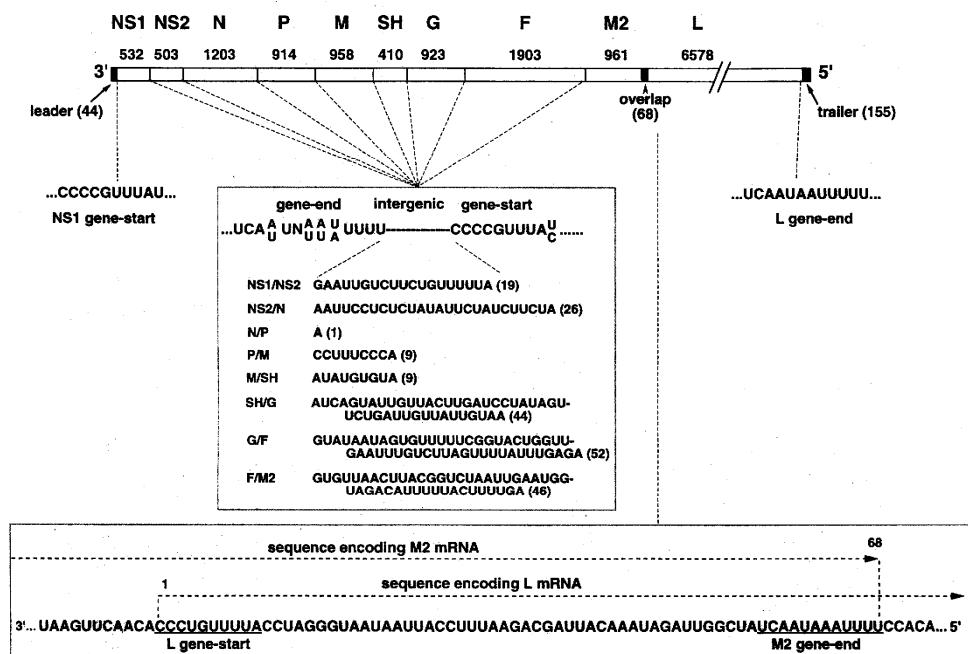 NS1 NS2 N P M SH G F M2 L
532 503 1203 914 958 410 923 1903 961 6578
3' 5'
leader (44) overlap (68) trailer (155)
...CCCCGUUUAU...
NS1 gene-start
...UCAAUAAUUUUU...
L gene-end
gene-end intergenic gene-start
...UCA A/U UN A/U A/U U/A UUUU--------------CCCCGUUUA U/C ......
NS1/NS2 GAAUUGUCUUCUGUUUUUA (19)
NS2/N AAUUCCUCUCUAUAUUCUAUCUUCUA (26)
N/P A (1)
P/M CCUUUCCCA (9)
M/SH AUAUGUGUA (9)
SH/G AUCAGUAUUGUUACUUGAUCCUAUAGU-
UCUGAUUGUUAUUGUAA (44)
G/F GUAUAAUAGUGUUUUUCGGUACUGGUU-
GAAUUUGUCUUAGUUUUAUUUGAGA (52)
F/M2 GUGUUAACUUACGGUCUAAUUGAAUGG-
UAGACAUUUUUACUUUUGA (46)
sequence encoding M2 mRNA 68
1 sequence encoding L mRNA
3'... UAAGUUCAACACCCUGUUUUACCUAGGGUAAUAAUUACCUUUAAGACGAUUACAAAUAGAUUGGCUAUCAAUAAAUUUUCCACA... 5'
L gene-start M2 gene-end